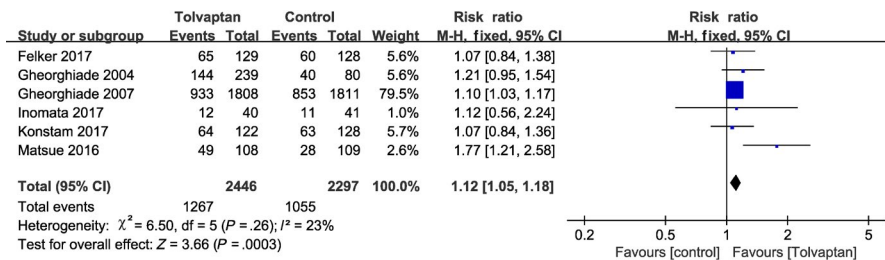 Tolvaptan Control Risk ratio Risk ratio
Study or subgroup Events Total Events Total Weight M-H, fixed, 95% CI M-H, fixed, 95% CI
Felker 2017 65 129 60 128 5.6% 1.07 [0.84, 1.38]
Gheorghiade 2004 144 239 40 80 5.6% 1.21 [0.95, 1.54]
Gheorghiade 2007 933 1808 853 1811 79.5% 1.10 [1.03, 1.17]
Inomata 2017 12 40 11 41 1.0% 1.12 [0.56, 2.24]
Konstam 2017 64 122 63 128 5.7% 1.07 [0.84, 1.36]
Matsue 2016 49 108 28 109 2.6% 1.77 [1.21, 2.58]
Total (95% CI) 2446 2297 100.0% 1.12 [1.05, 1.18]
Total events 1267 1055
Heterogeneity: χ² = 6.50, df = 5 (P = .26); I² = 23%
Test for overall effect: Z = 3.66 (P = .0003)
0.2 0.5 1 2 5
Favours [control] Favours [Tolvaptan]